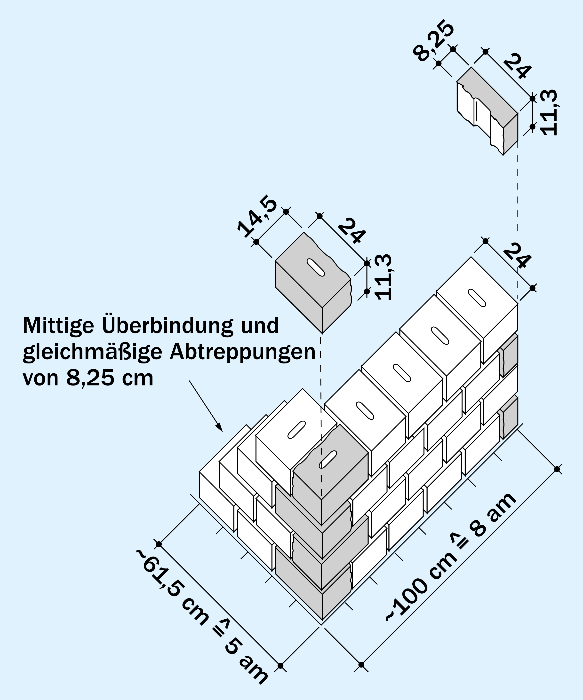 8,25
24
11,3
14,5
24
11,3
24
Mittige Überbindung und
gleichmäßige Abtreppungen
von 8,25 cm
~61,5 cm ≙ 5 am
~100 cm ≙ 8 am